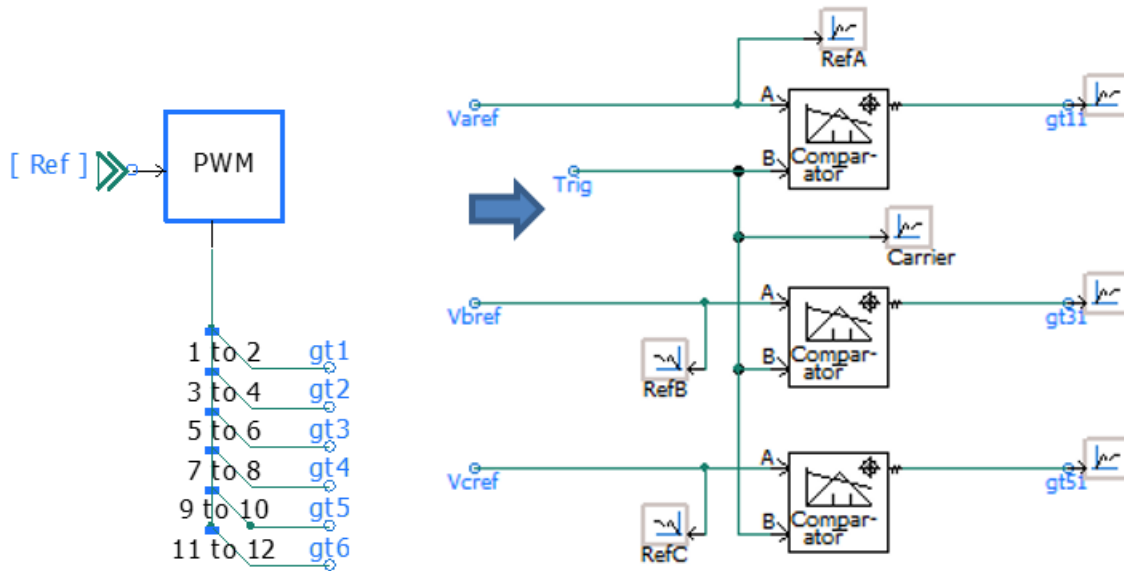 [ Ref ]
PWM
1 to 2
gt1
3 to 4
gt2
5 to 6
gt3
7 to 8
gt4
9 to 10
gt5
11 to 12
gt6
RefA
Varef
A
B
Compar-
ator
gt11
Trig
Carrier
Vbref
A
B
Compar-
ator
gt31
RefB
Vcref
A
B
Compar-
ator
gt51
RefC